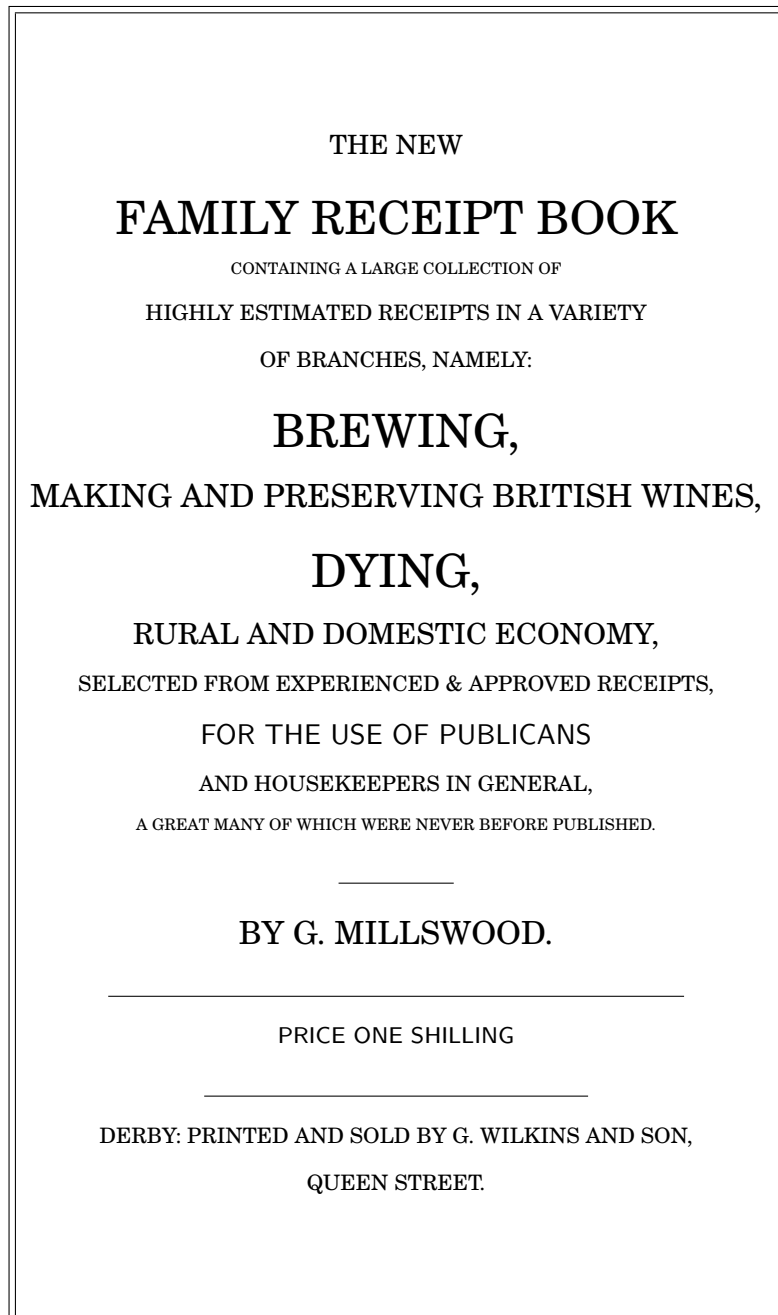 THE NEW
FAMILY RECEIPT BOOK
CONTAINING A LARGE COLLECTION OF
HIGHLY ESTIMATED RECEIPTS IN A VARIETY
OF BRANCHES, NAMELY:
BREWING,
MAKING AND PRESERVING BRITISH WINES,
DYING,
RURAL AND DOMESTIC ECONOMY,
SELECTED FROM EXPERIENCED & APPROVED RECEIPTS,
FOR THE USE OF PUBLICANS
AND HOUSEKEEPERS IN GENERAL,
A GREAT MANY OF WHICH WERE NEVER BEFORE PUBLISHED.
BY G. MILLSWOOD.
PRICE ONE SHILLING
DERBY: PRINTED AND SOLD BY G. WILKINS AND SON,
QUEEN STREET.